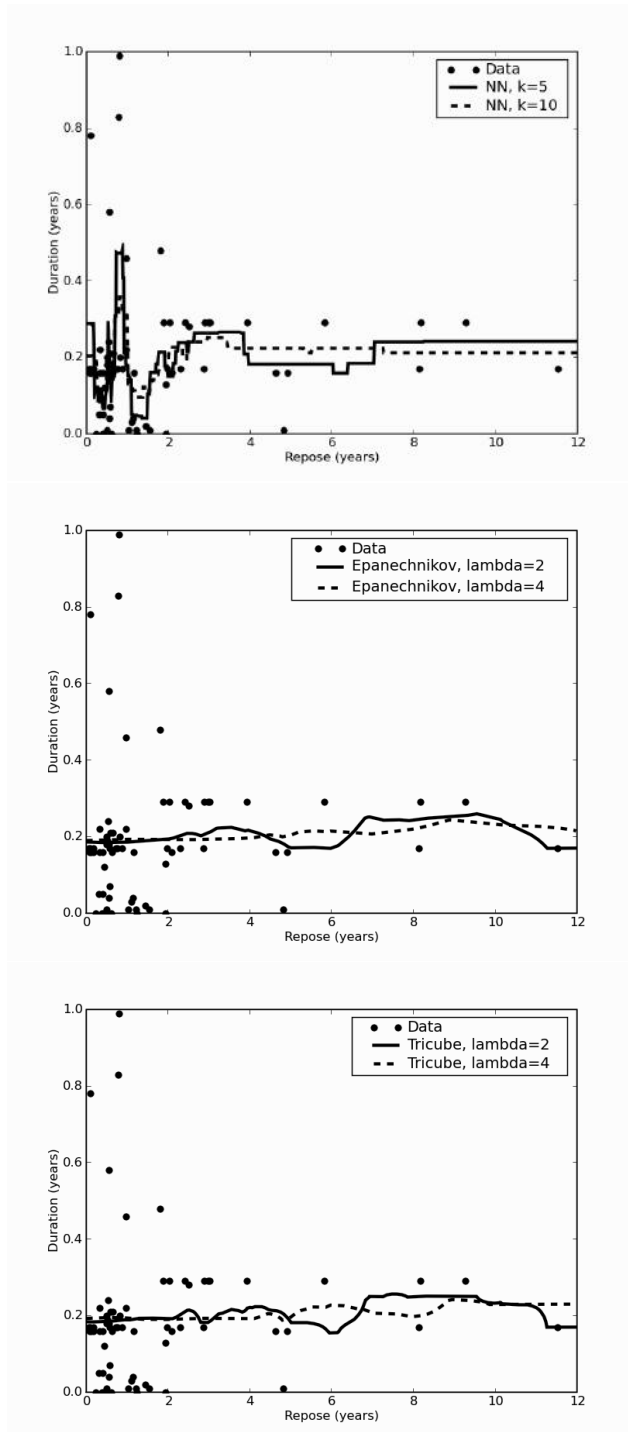 1.0
0.8
0.6
0.4
0.2
0.0
Duration (years)
Data
NN, k=5
NN, k=10
0 2 4 6 8 10 12
Repose (years)
1.0
0.8
0.6
0.4
0.2
0.0
Duration (years)
Data
Epanechnikov, lambda=2
Epanechnikov, lambda=4
0 2 4 6 8 10 12
Repose (years)
1.0
0.8
0.6
0.4
0.2
0.0
Duration (years)
Data
Tricube, lambda=2
Tricube, lambda=4
0 2 4 6 8 10 12
Repose (years)